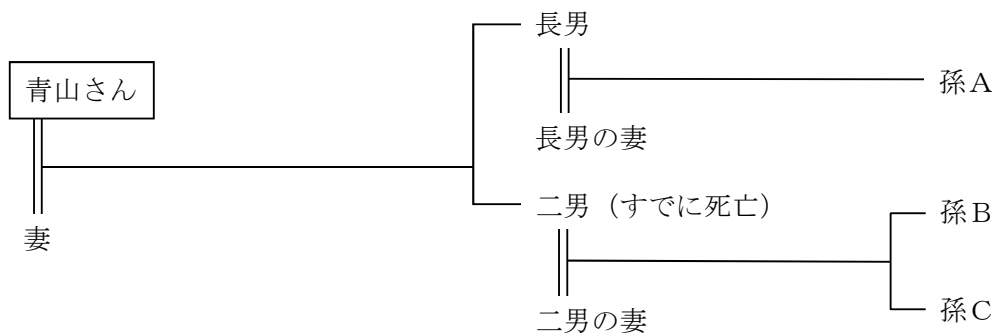 長男
青山さん
孫Ａ
長男の妻
二男（すでに死亡）
孫Ｂ
妻
孫Ｃ
二男の妻